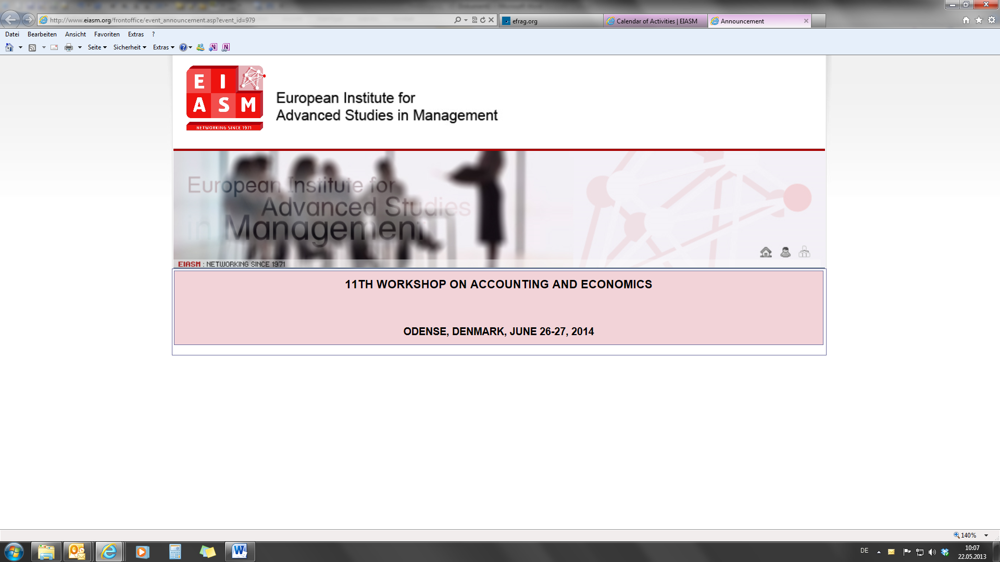 http://www.eiasm.org/frontoffice/event_announcement.asp?event_id=979
efrag.org
Calendar of Activities | EIASM
Announcement
Datei Bearbeiten Ansicht Favoriten Extras ?
Seite Sicherheit Extras
E I
A S M
NETWORKING SINCE 1971
European Institute for
Advanced Studies in Management
European Institute for
Advanced Studies
in Management
EIASM : NETWORKING SINCE 1971
11TH WORKSHOP ON ACCOUNTING AND ECONOMICS
ODENSE, DENMARK, JUNE 26-27, 2014
140%
DE
10:07
22.05.2013